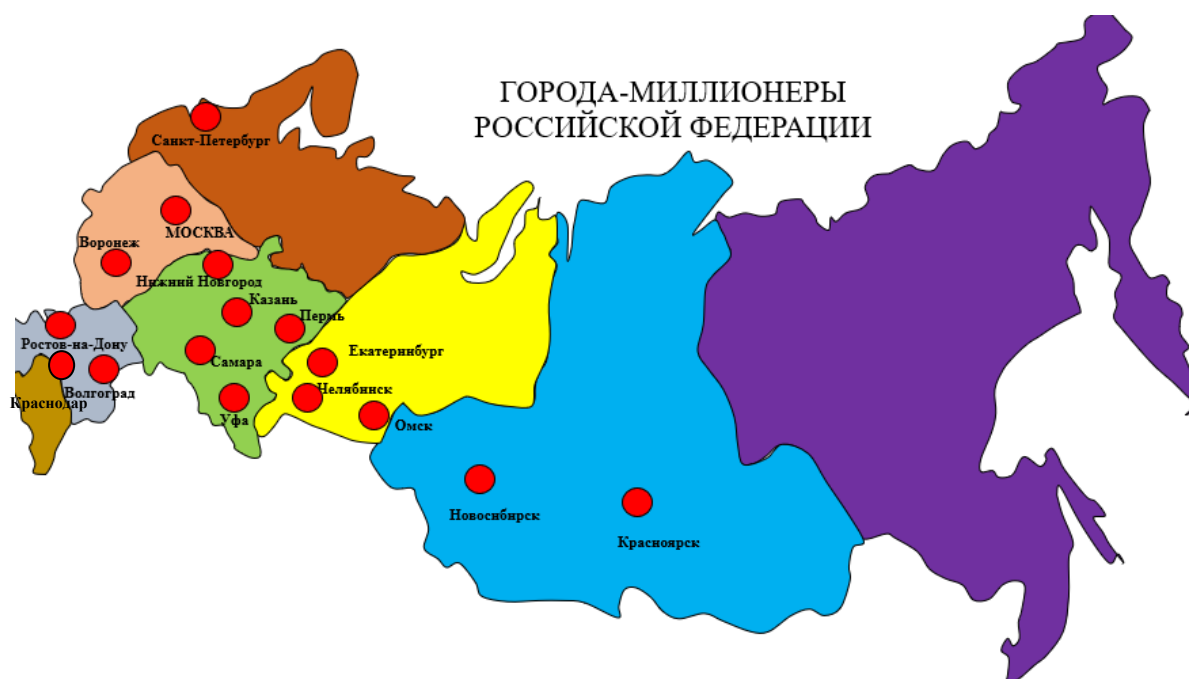 ГОРОДА-МИЛЛИОНЕРЫ
РОССИЙСКОЙ ФЕДЕРАЦИИ
Санкт-Петербург
МОСКВА
Воронеж
Нижний Новгород
Казань
Пермь
Ростов-на-Дону
Екатеринбург
Самара
Челябинск
Волгоград
Краснодар
Уфа
Омск
Новосибирск
Красноярск